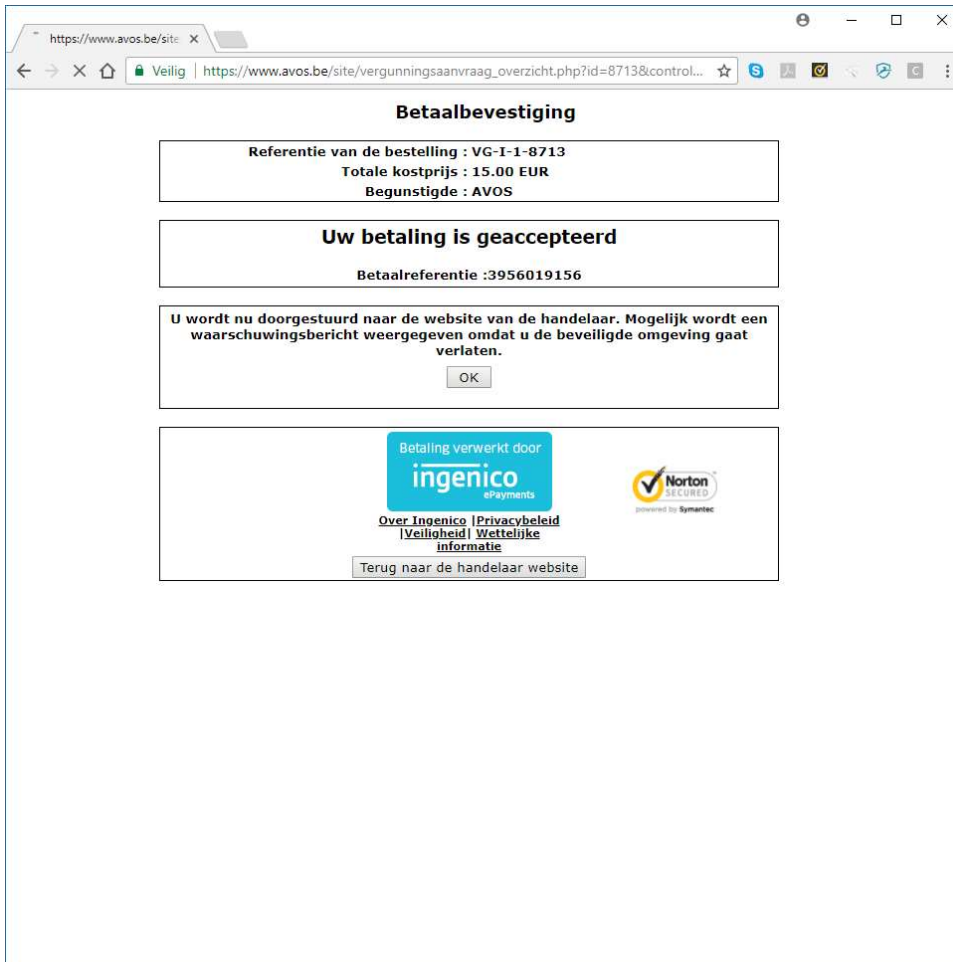 https://www.avos.be/site
Veilig | https://www.avos.be/site/vergunningsaanvraag_overzicht.php?id=8713&control...
Betaalbevestiging
Referentie van de bestelling : VG-I-1-8713
Totale kostprijs : 15.00 EUR
Begunstigde : AVOS
Uw betaling is geaccepteerd
Betaalreferentie :3956019156
U wordt nu doorgestuurd naar de website van de handelaar. Mogelijk wordt een
waarschuwingsbericht weergegeven omdat u de beveiligde omgeving gaat
verlaten.
OK
Betaling verwerkt door
ingenico
ePayments
Norton
SECURED
powered by Symantec
Over Ingenico |Privacybeleid
|Veiligheid| Wettelijke
informatie
Terug naar de handelaar website